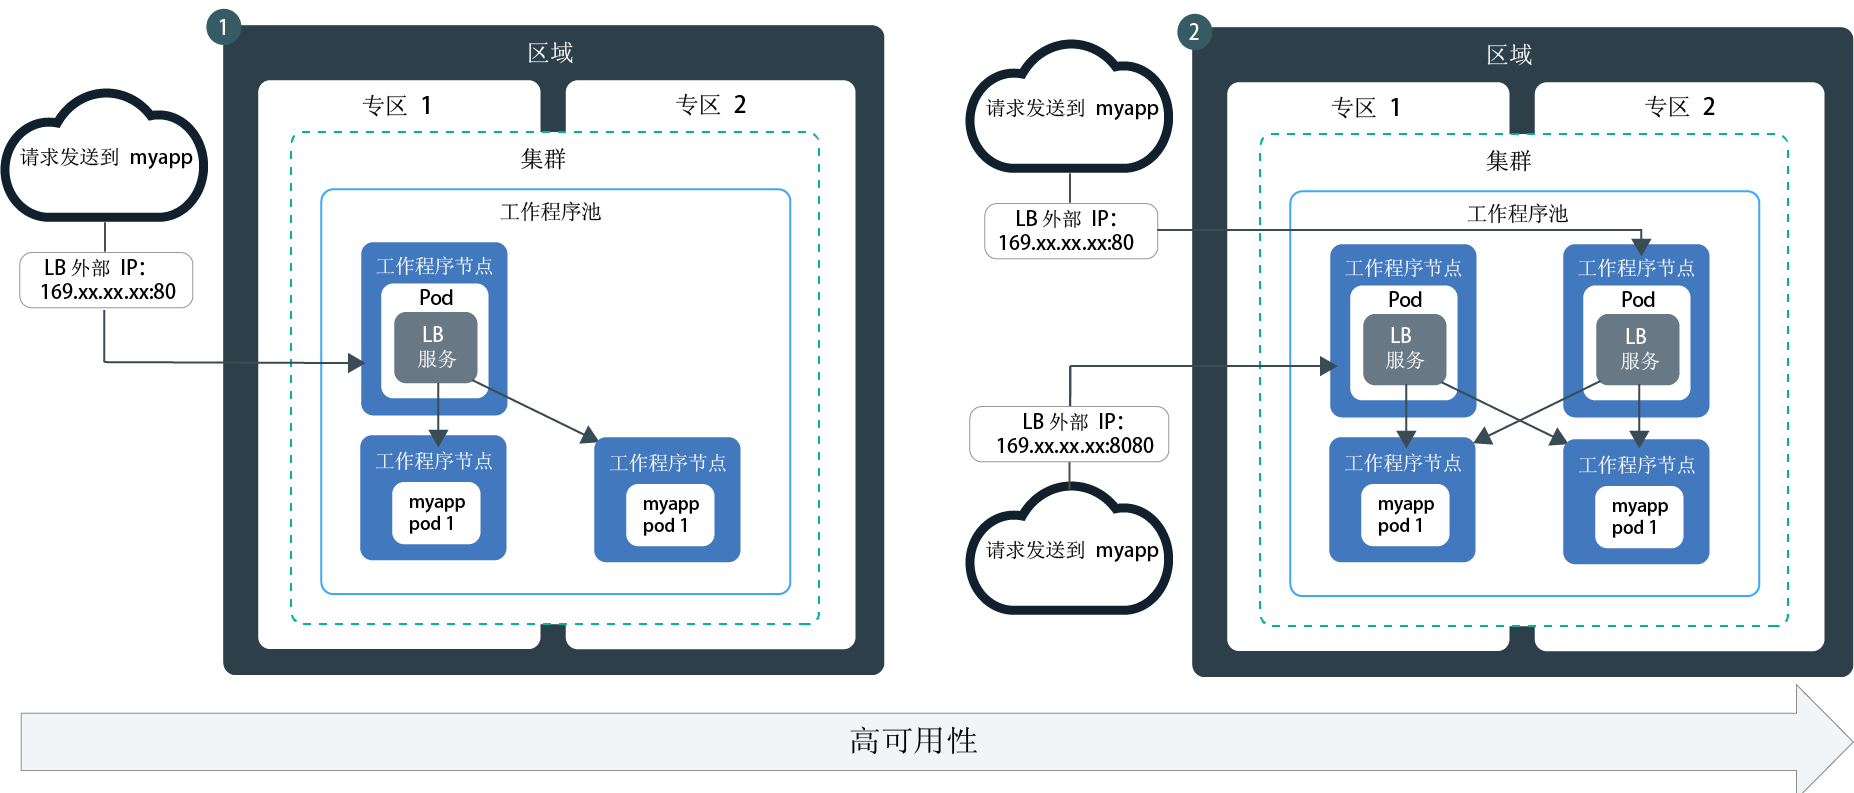 1
区域
专区 1
专区 2
集群
工作程序池
请求发送到 myapp
LB 外部 IP:
169.xx.xx.xx:80
工作程序节点
Pod
LB
服务
工作程序节点
myapp
pod 1
工作程序节点
myapp
pod 1
2
区域
专区 1
专区 2
集群
工作程序池
请求发送到 myapp
LB 外部 IP:
169.xx.xx.xx:80
工作程序节点
Pod
LB
服务
工作程序节点
Pod
LB
服务
LB 外部 IP:
169.xx.xx.xx:8080
请求发送到 myapp
工作程序节点
myapp
pod 1
工作程序节点
myapp
pod 1
高可用性